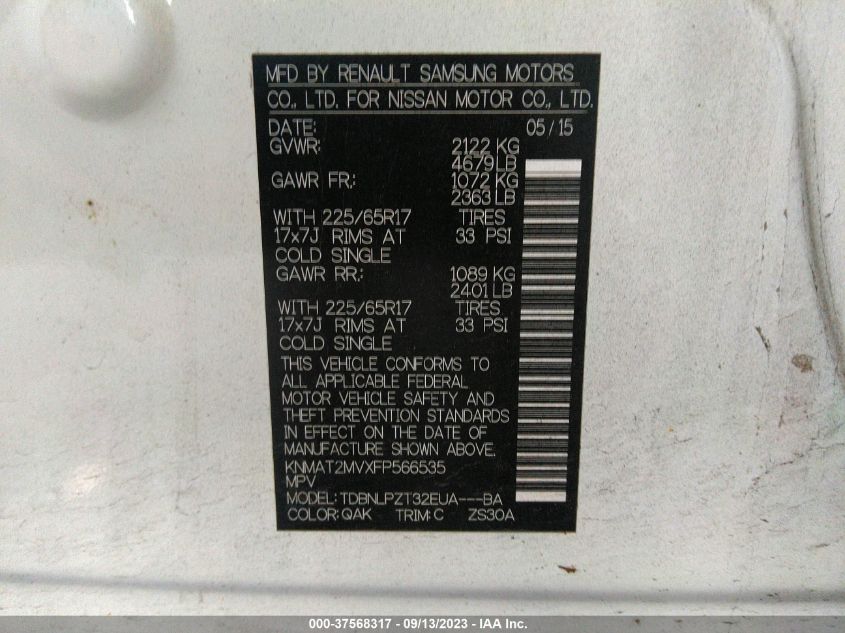 MFD BY RENAULT SAMSUNG MOTORS
CO., LTD. FOR NISSAN MOTOR CO., LTD.
DATE: 05/15
GVWR: 2122 KG
4679 LB
GAWR FR.: 1072 KG
2363 LB
WITH 225/65R17 TIRES
17x7J RIMS AT 33 PSI
COLD SINGLE
GAWR RR.: 1089 KG
2401 LB
WITH 225/65R17 TIRES
17x7J RIMS AT 33 PSI
COLD SINGLE
THIS VEHICLE CONFORMS TO
ALL APPLICABLE FEDERAL
MOTOR VEHICLE SAFETY AND
THEFT PREVENTION STANDARDS
IN EFFECT ON THE DATE OF
MANUFACTURE SHOWN ABOVE.
KNMAT2MVXFP566535
MPV
MODEL: TDBNLPZT32EUA---BA
COLOR: QAK TRIM: C ZS30A
000-37568317 - 09/13/2023 - IAA Inc.